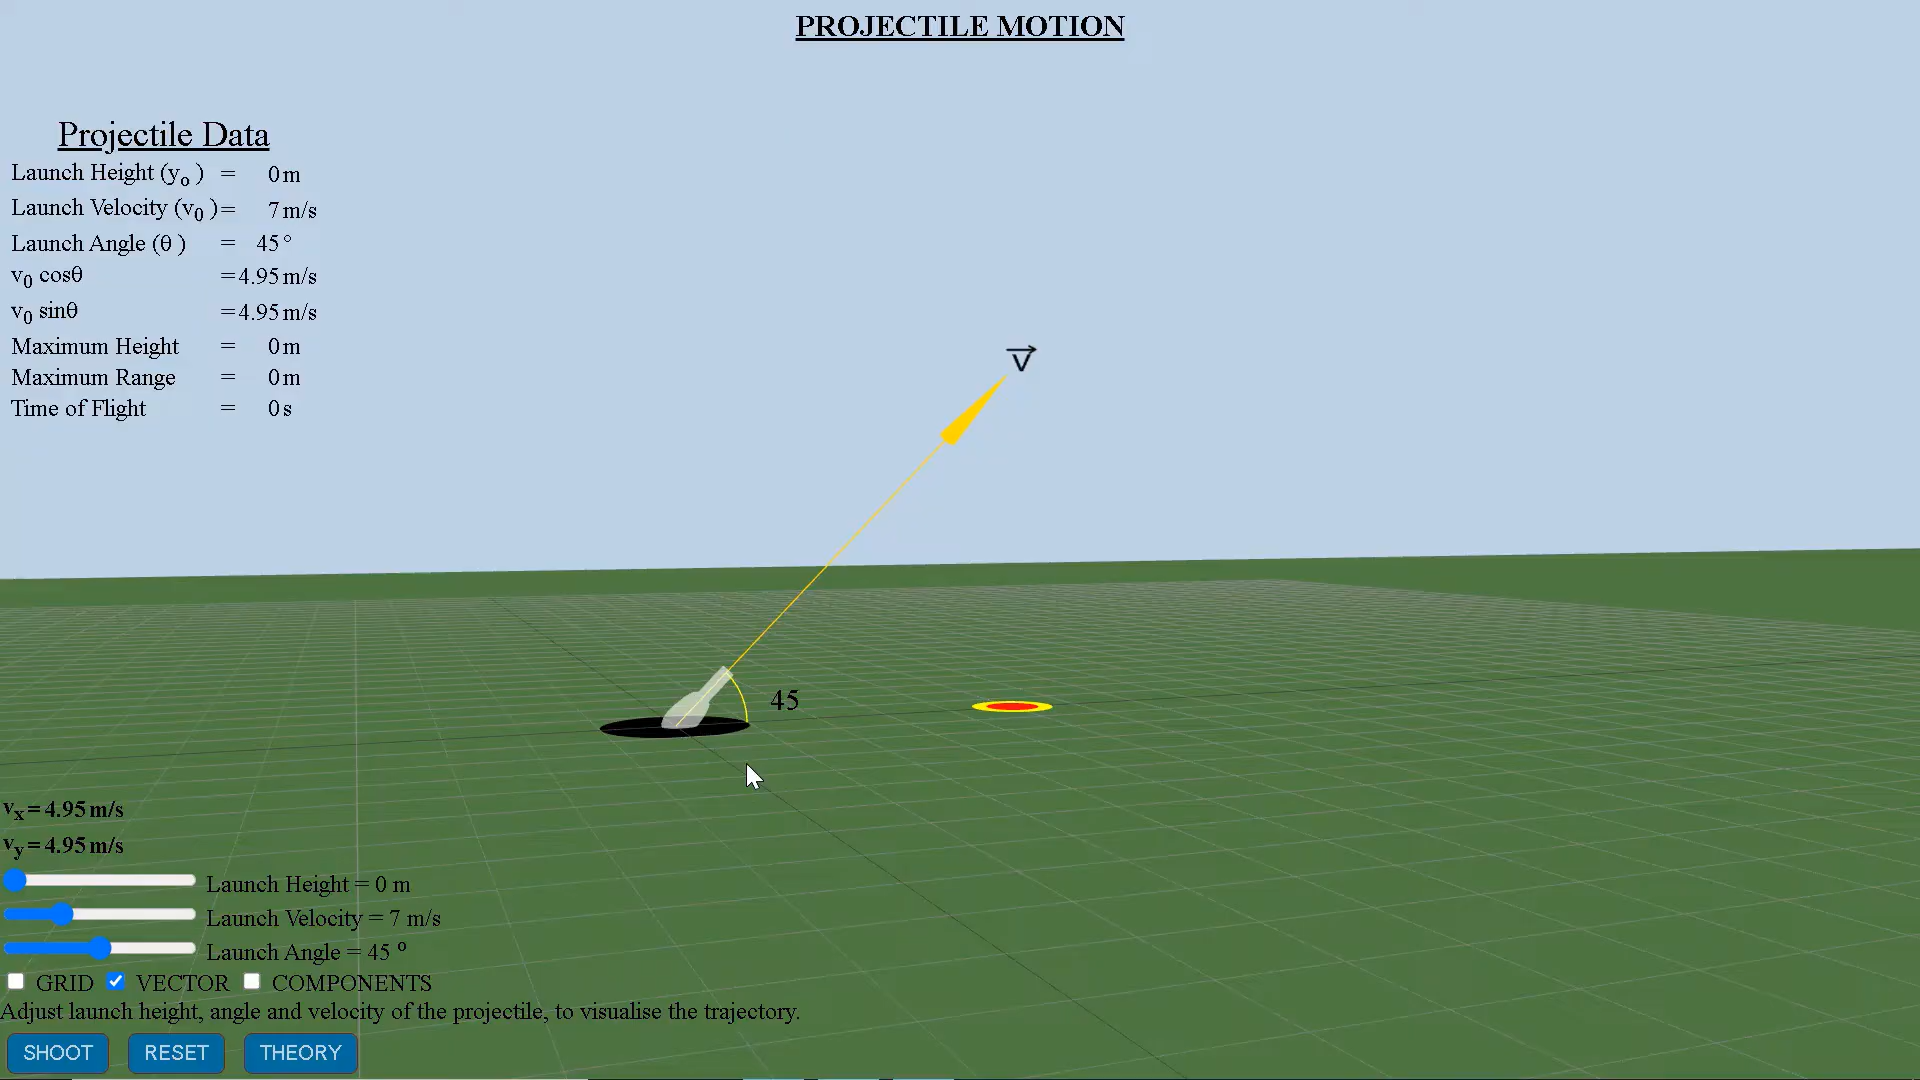 PROJECTILE MOTION
Projectile Data
Launch Height (yo ) = 0 m
Launch Velocity (v0 ) = 7 m/s
Launch Angle (θ ) = 45 °
v0 cosθ = 4.95 m/s
v0 sinθ = 4.95 m/s
Maximum Height = 0 m
Maximum Range = 0 m
Time of Flight = 0 s
v
45
vx = 4.95 m/s
vy = 4.95 m/s
Launch Height = 0 m
Launch Velocity = 7 m/s
Launch Angle = 45 o
GRID VECTOR COMPONENTS
Adjust launch height, angle and velocity of the projectile, to visualise the trajectory.
SHOOT RESET THEORY